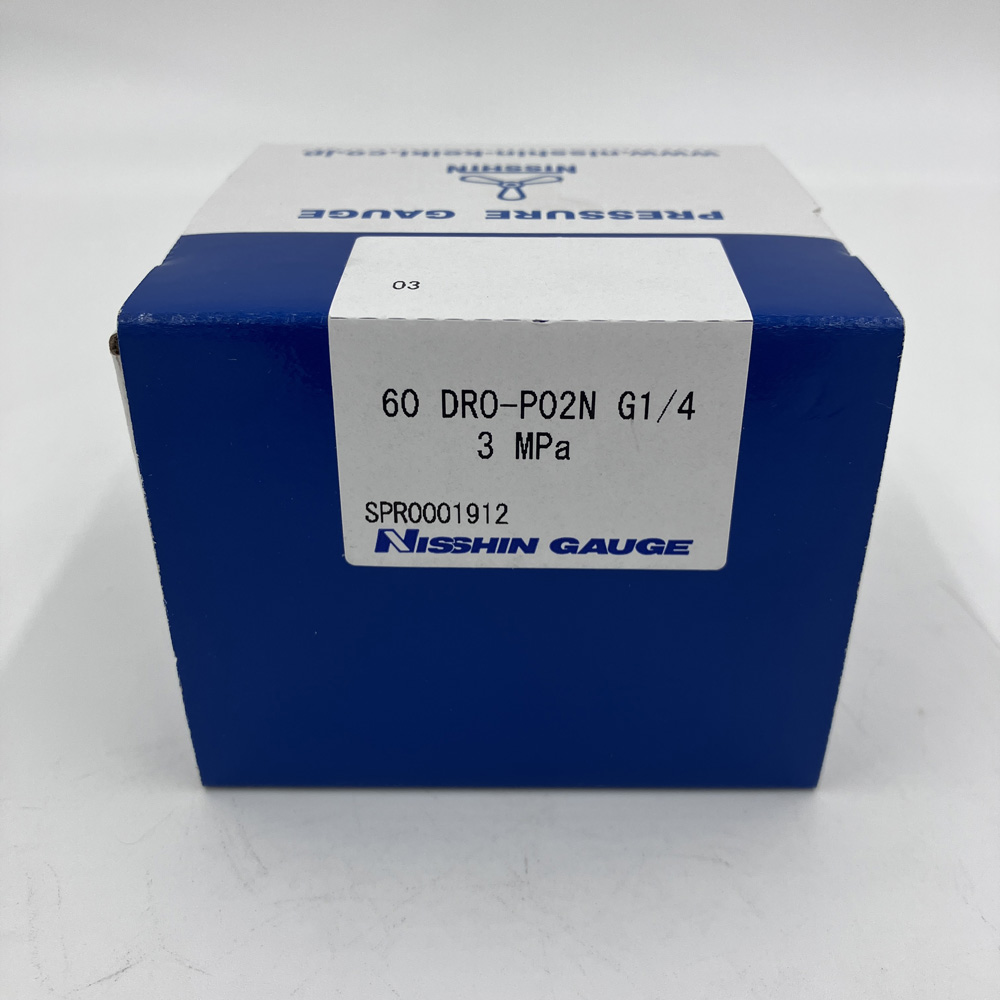 www.nisshin-keiki.co.jp
NISSHIN
PRESSURE GAUGE
03
60 DRO-P02N G1/4
3 MPa
SPR0001912
NISSHIN GAUGE